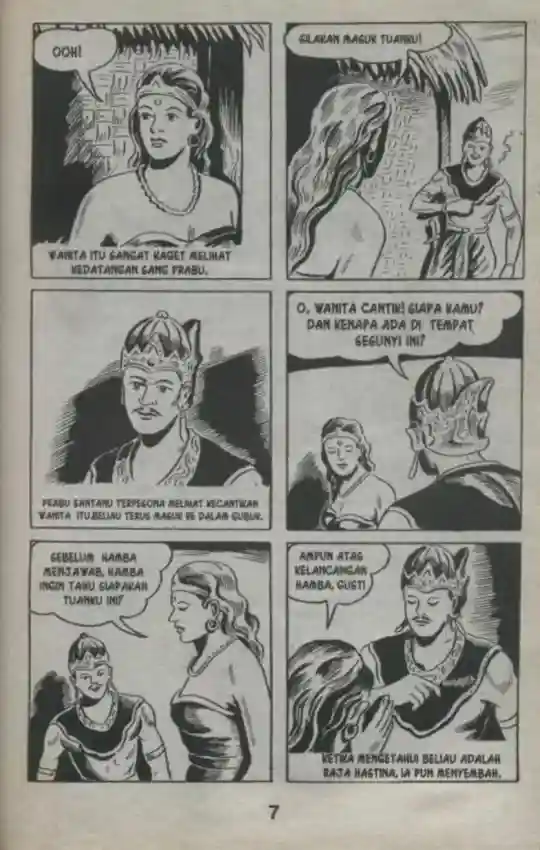 OOH!
WANITA ITU SANGAT KAGET MELIHAT
KEDATANGAN SANG PRABU.
SILAKAN MASUK TUANKU!
PRABU SANTANU TERPESONA MELIHAT KECANTIKAN
WANITA ITU.BELIAU TERUS MASUK KE DALAM GUBUK.
O, WANITA CANTIK! SIAPA KAMU?
DAN KENAPA ADA DI TEMPAT
SESUNYI INI?
SEBELUM HAMBA
MENJAWAB, HAMBA
INGIN TAHU SIAPAKAH
TUANKU INI?
AMPUN ATAS
KELANCANGAN
HAMBA, GUSTI
KETIKA MENGETAHUI BELIAU ADALAH
RAJA HASTINA, IA PUN MENYEMBAH.
7